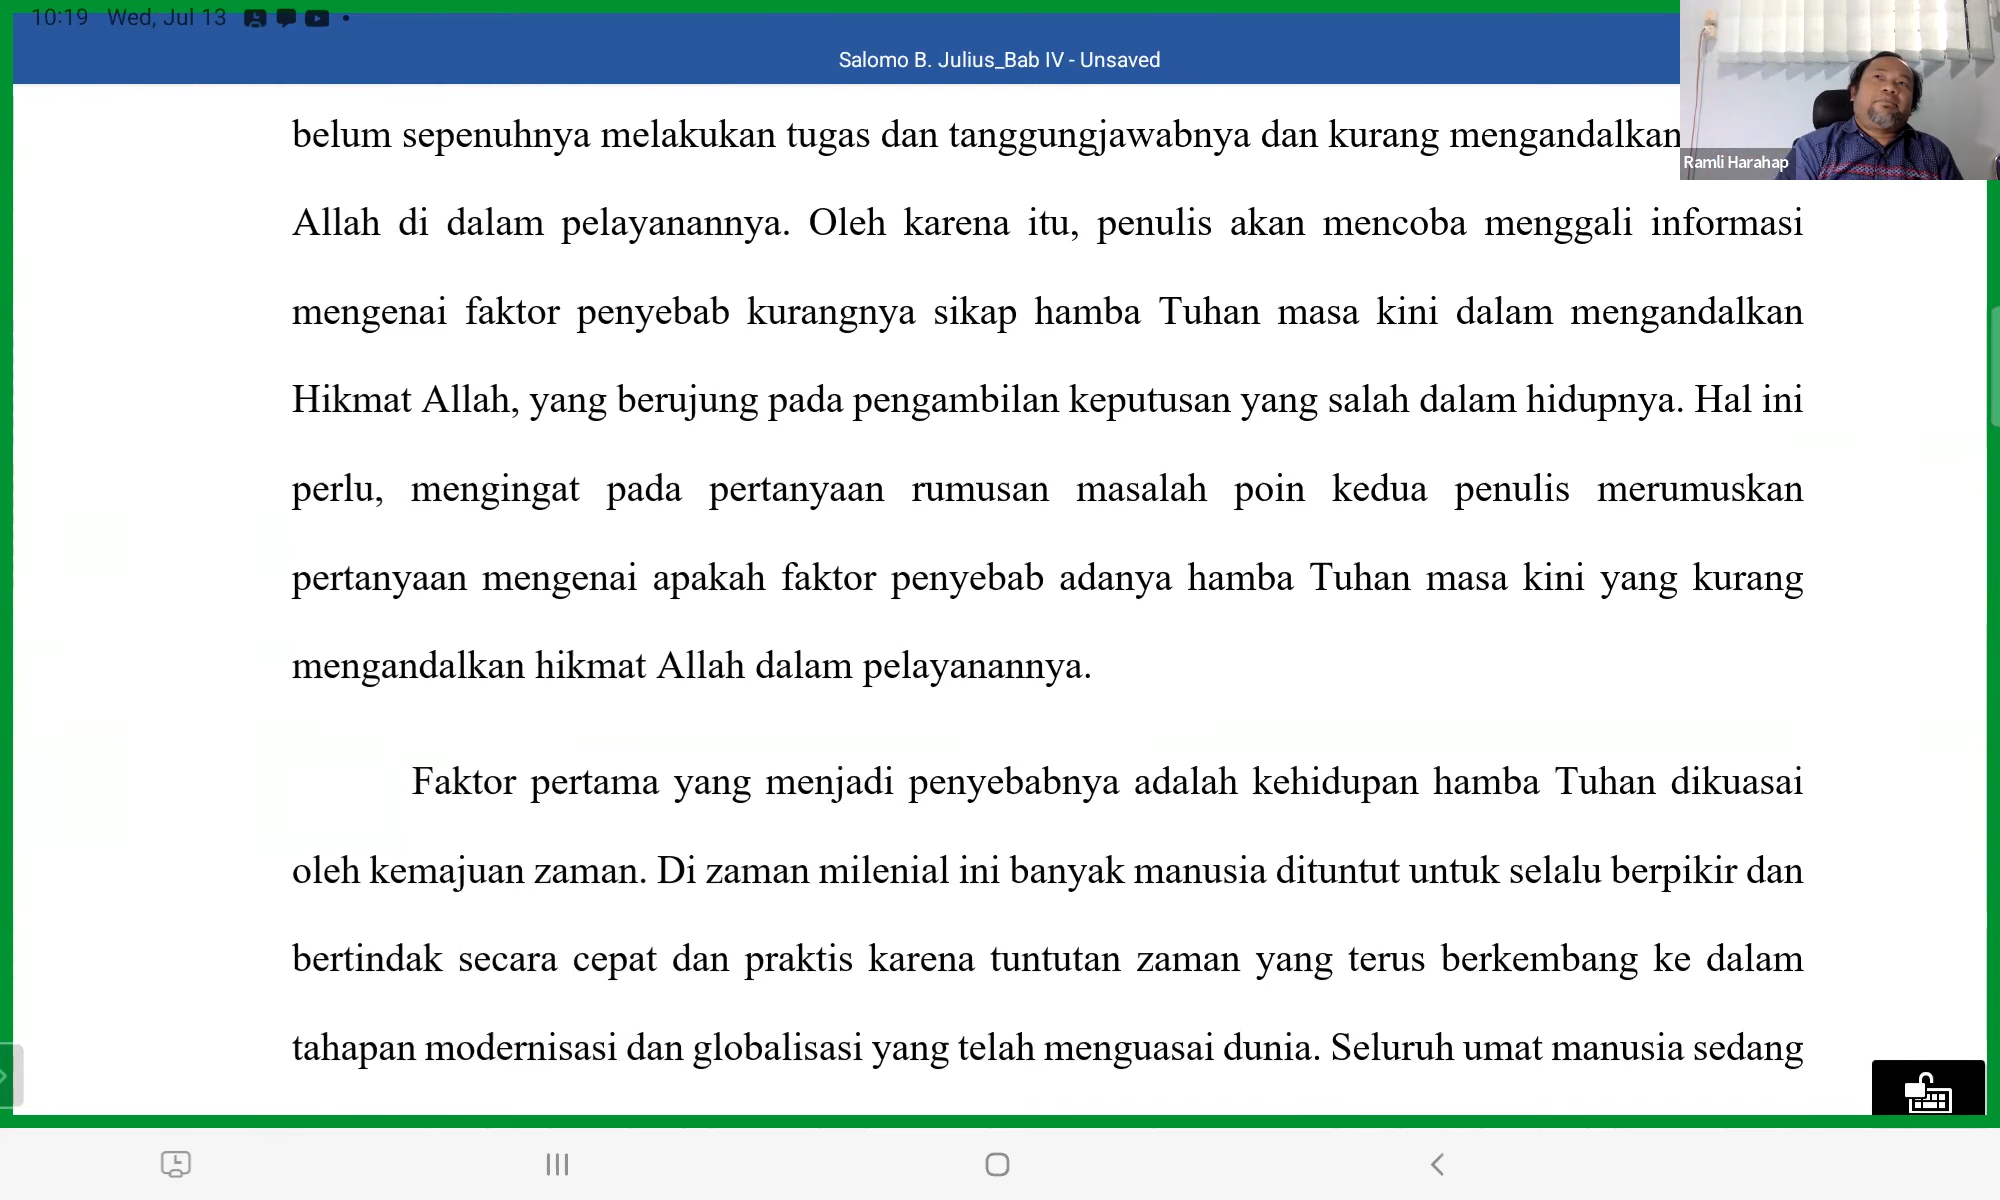 10:19 Wed, Jul 13
Salomo B. Julius_Bab IV - Unsaved
Ramli Harahap
belum sepenuhnya melakukan tugas dan tanggungjawabnya dan kurang mengandalkan
Allah di dalam pelayanannya. Oleh karena itu, penulis akan mencoba menggali informasi
mengenai faktor penyebab kurangnya sikap hamba Tuhan masa kini dalam mengandalkan
Hikmat Allah, yang berujung pada pengambilan keputusan yang salah dalam hidupnya. Hal ini
perlu, mengingat pada pertanyaan rumusan masalah poin kedua penulis merumuskan
pertanyaan mengenai apakah faktor penyebab adanya hamba Tuhan masa kini yang kurang
mengandalkan hikmat Allah dalam pelayanannya.
Faktor pertama yang menjadi penyebabnya adalah kehidupan hamba Tuhan dikuasai
oleh kemajuan zaman. Di zaman milenial ini banyak manusia dituntut untuk selalu berpikir dan
bertindak secara cepat dan praktis karena tuntutan zaman yang terus berkembang ke dalam
tahapan modernisasi dan globalisasi yang telah menguasai dunia. Seluruh umat manusia sedang